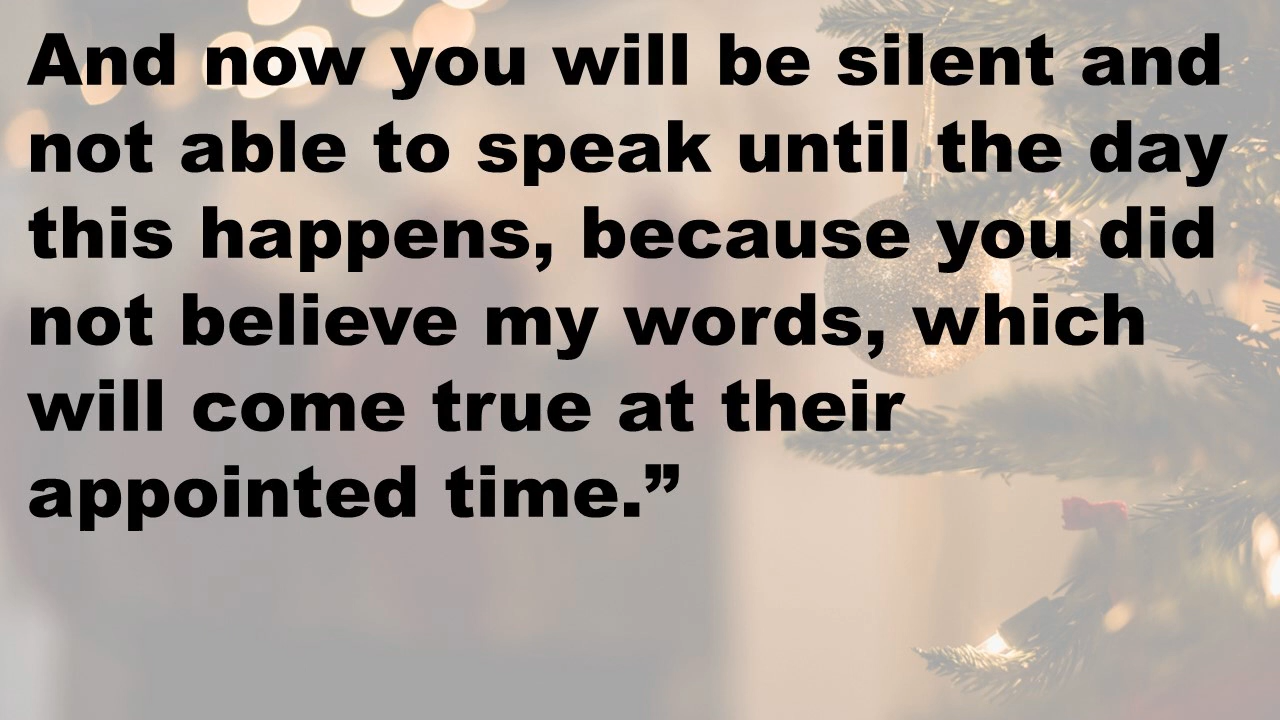 And now you will be silent and
not able to speak until the day
this happens, because you did
not believe my words, which
will come true at their
appointed time.”